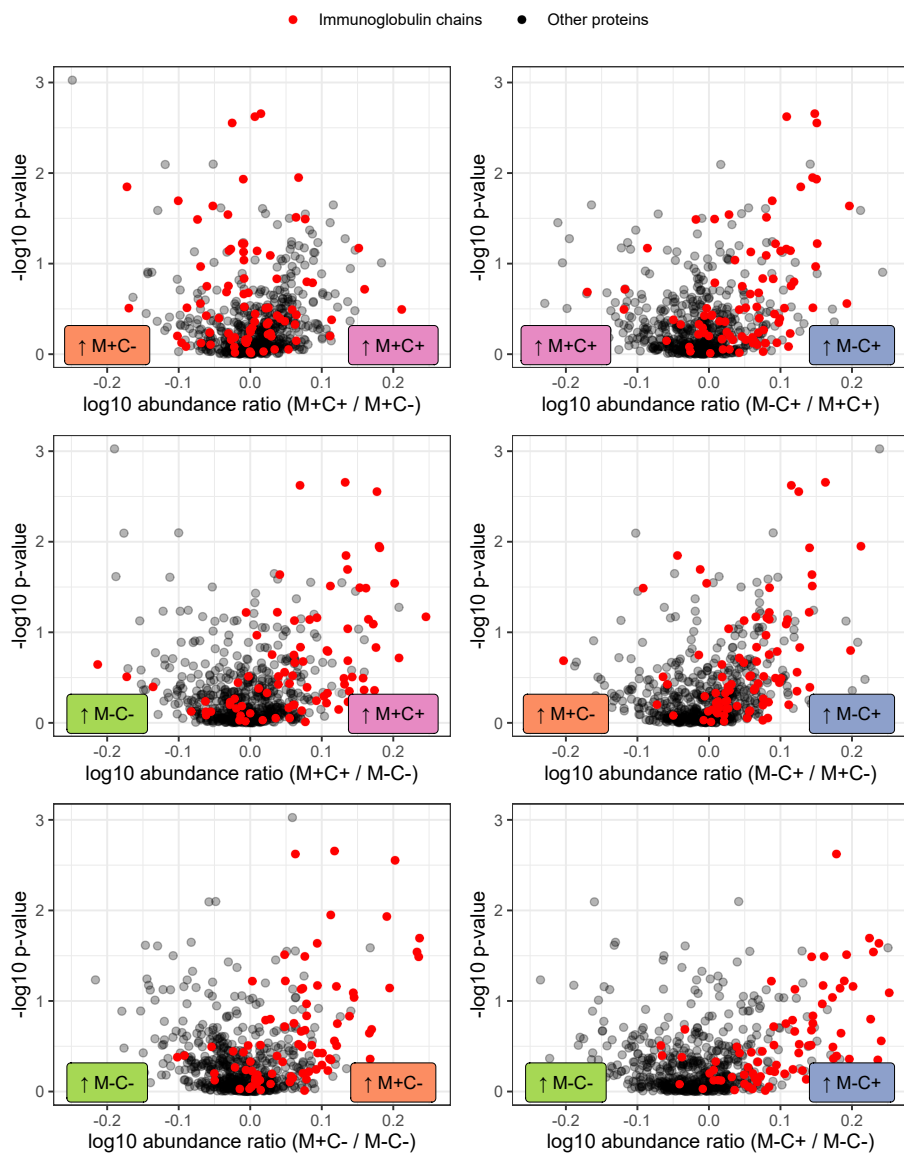 Immunoglobulin chains Other proteins
3
2
1
0
-log10 p-value
↑ M+C- ↑ M+C+
-0.2 -0.1 0.0 0.1 0.2
log10 abundance ratio (M+C+ / M+C-)
3
2
1
0
-log10 p-value
↑ M+C+ ↑ M-C+
-0.2 -0.1 0.0 0.1 0.2
log10 abundance ratio (M-C+ / M+C+)
3
2
1
0
-log10 p-value
↑ M-C- ↑ M+C+
-0.2 -0.1 0.0 0.1 0.2
log10 abundance ratio (M+C+ / M-C-)
3
2
1
0
-log10 p-value
↑ M+C- ↑ M-C+
-0.2 -0.1 0.0 0.1 0.2
log10 abundance ratio (M-C+ / M+C-)
3
2
1
0
-log10 p-value
↑ M-C- ↑ M+C-
-0.2 -0.1 0.0 0.1 0.2
log10 abundance ratio (M+C- / M-C-)
3
2
1
0
-log10 p-value
↑ M-C- ↑ M-C+
-0.2 -0.1 0.0 0.1 0.2
log10 abundance ratio (M-C+ / M-C-)